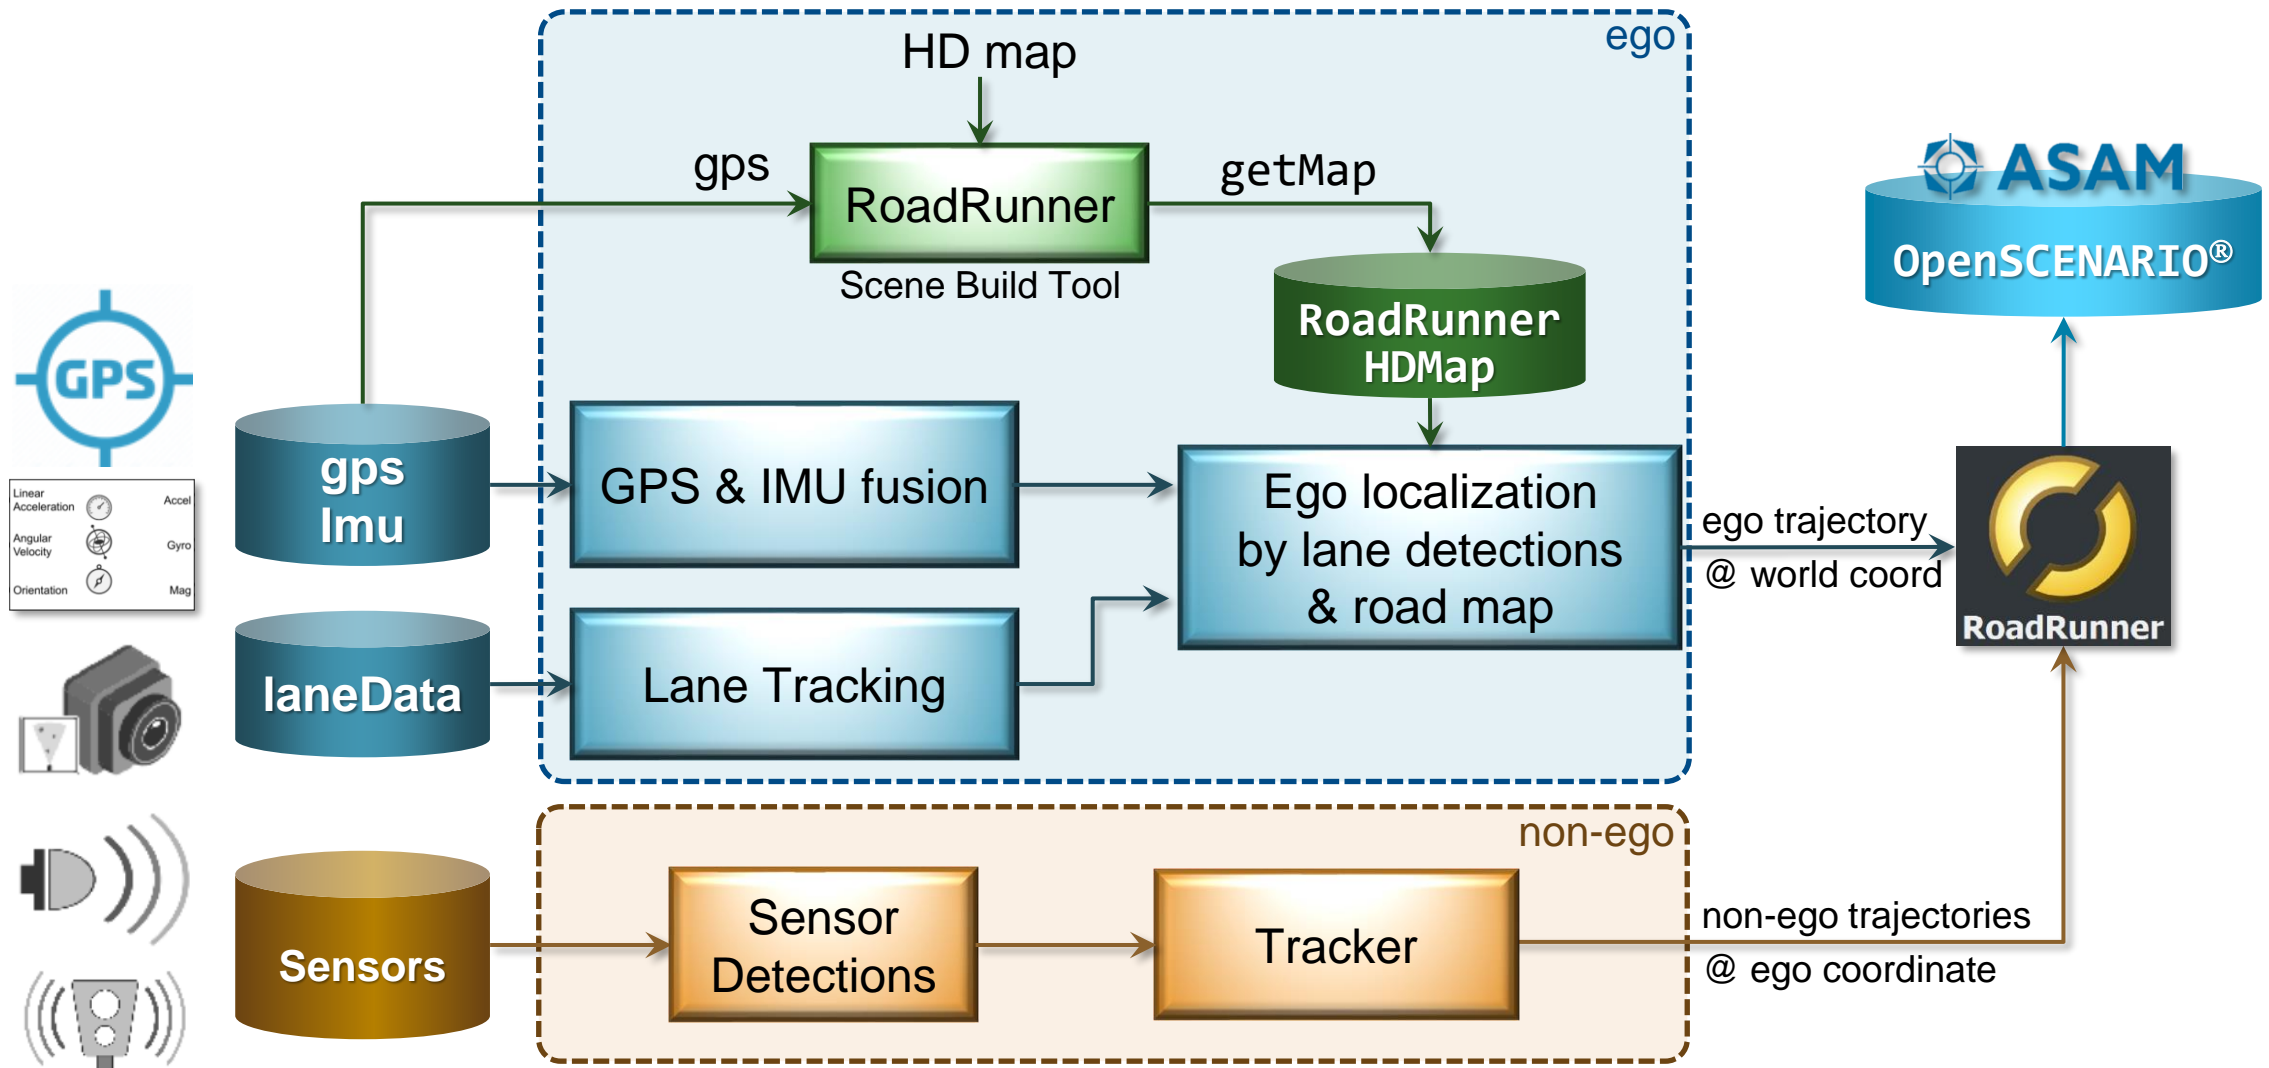 ego
HD map
gps
RoadRunner
Scene Build Tool
getMap
RoadRunner
HDMap
ASAM
OpenSCENARIO®
GPS
Linear
Acceleration
Accel
Angular
Velocity
Gyro
Orientation
Mag
gps
Imu
GPS & IMU fusion
Ego localization
by lane detections
& road map
ego trajectory
@ world coord
RoadRunner
laneData
Lane Tracking
non-ego
Sensors
Sensor
Detections
Tracker
non-ego trajectories
@ ego coordinate